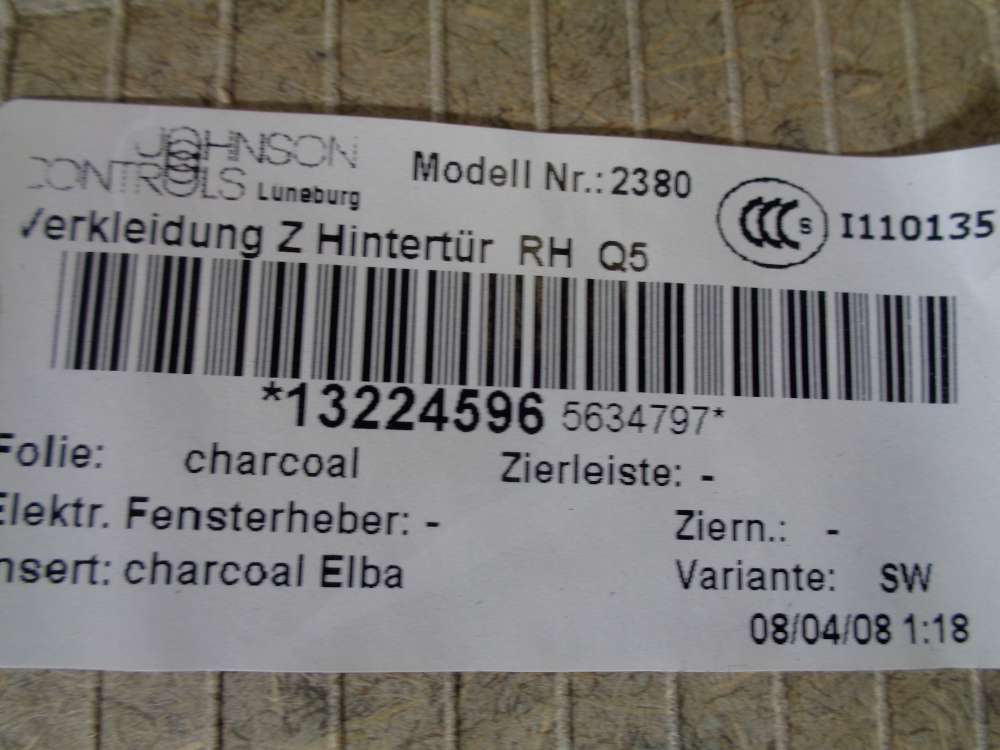 JOHNSON
CONTROLS Luneburg
Modell Nr.: 2380
CCC S I110135
Verkleidung Z Hintertür RH Q5
*13224596 5634797*
Folie: charcoal Zierleiste: -
Elektr. Fensterheber: - Ziern.: -
Insert: charcoal Elba Variante: SW
08/04/08 1:18